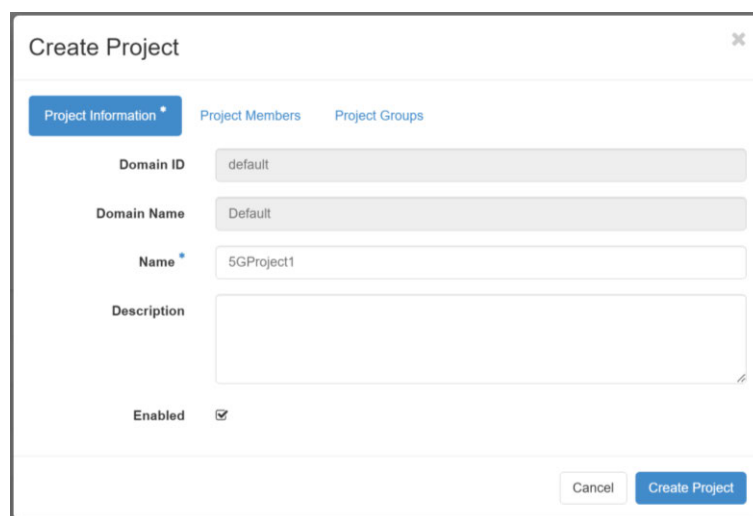 Create Project
×
Project Information *
Project Members
Project Groups
Domain ID
default
Domain Name
Default
Name *
5GProject1
Description
Enabled
Cancel
Create Project